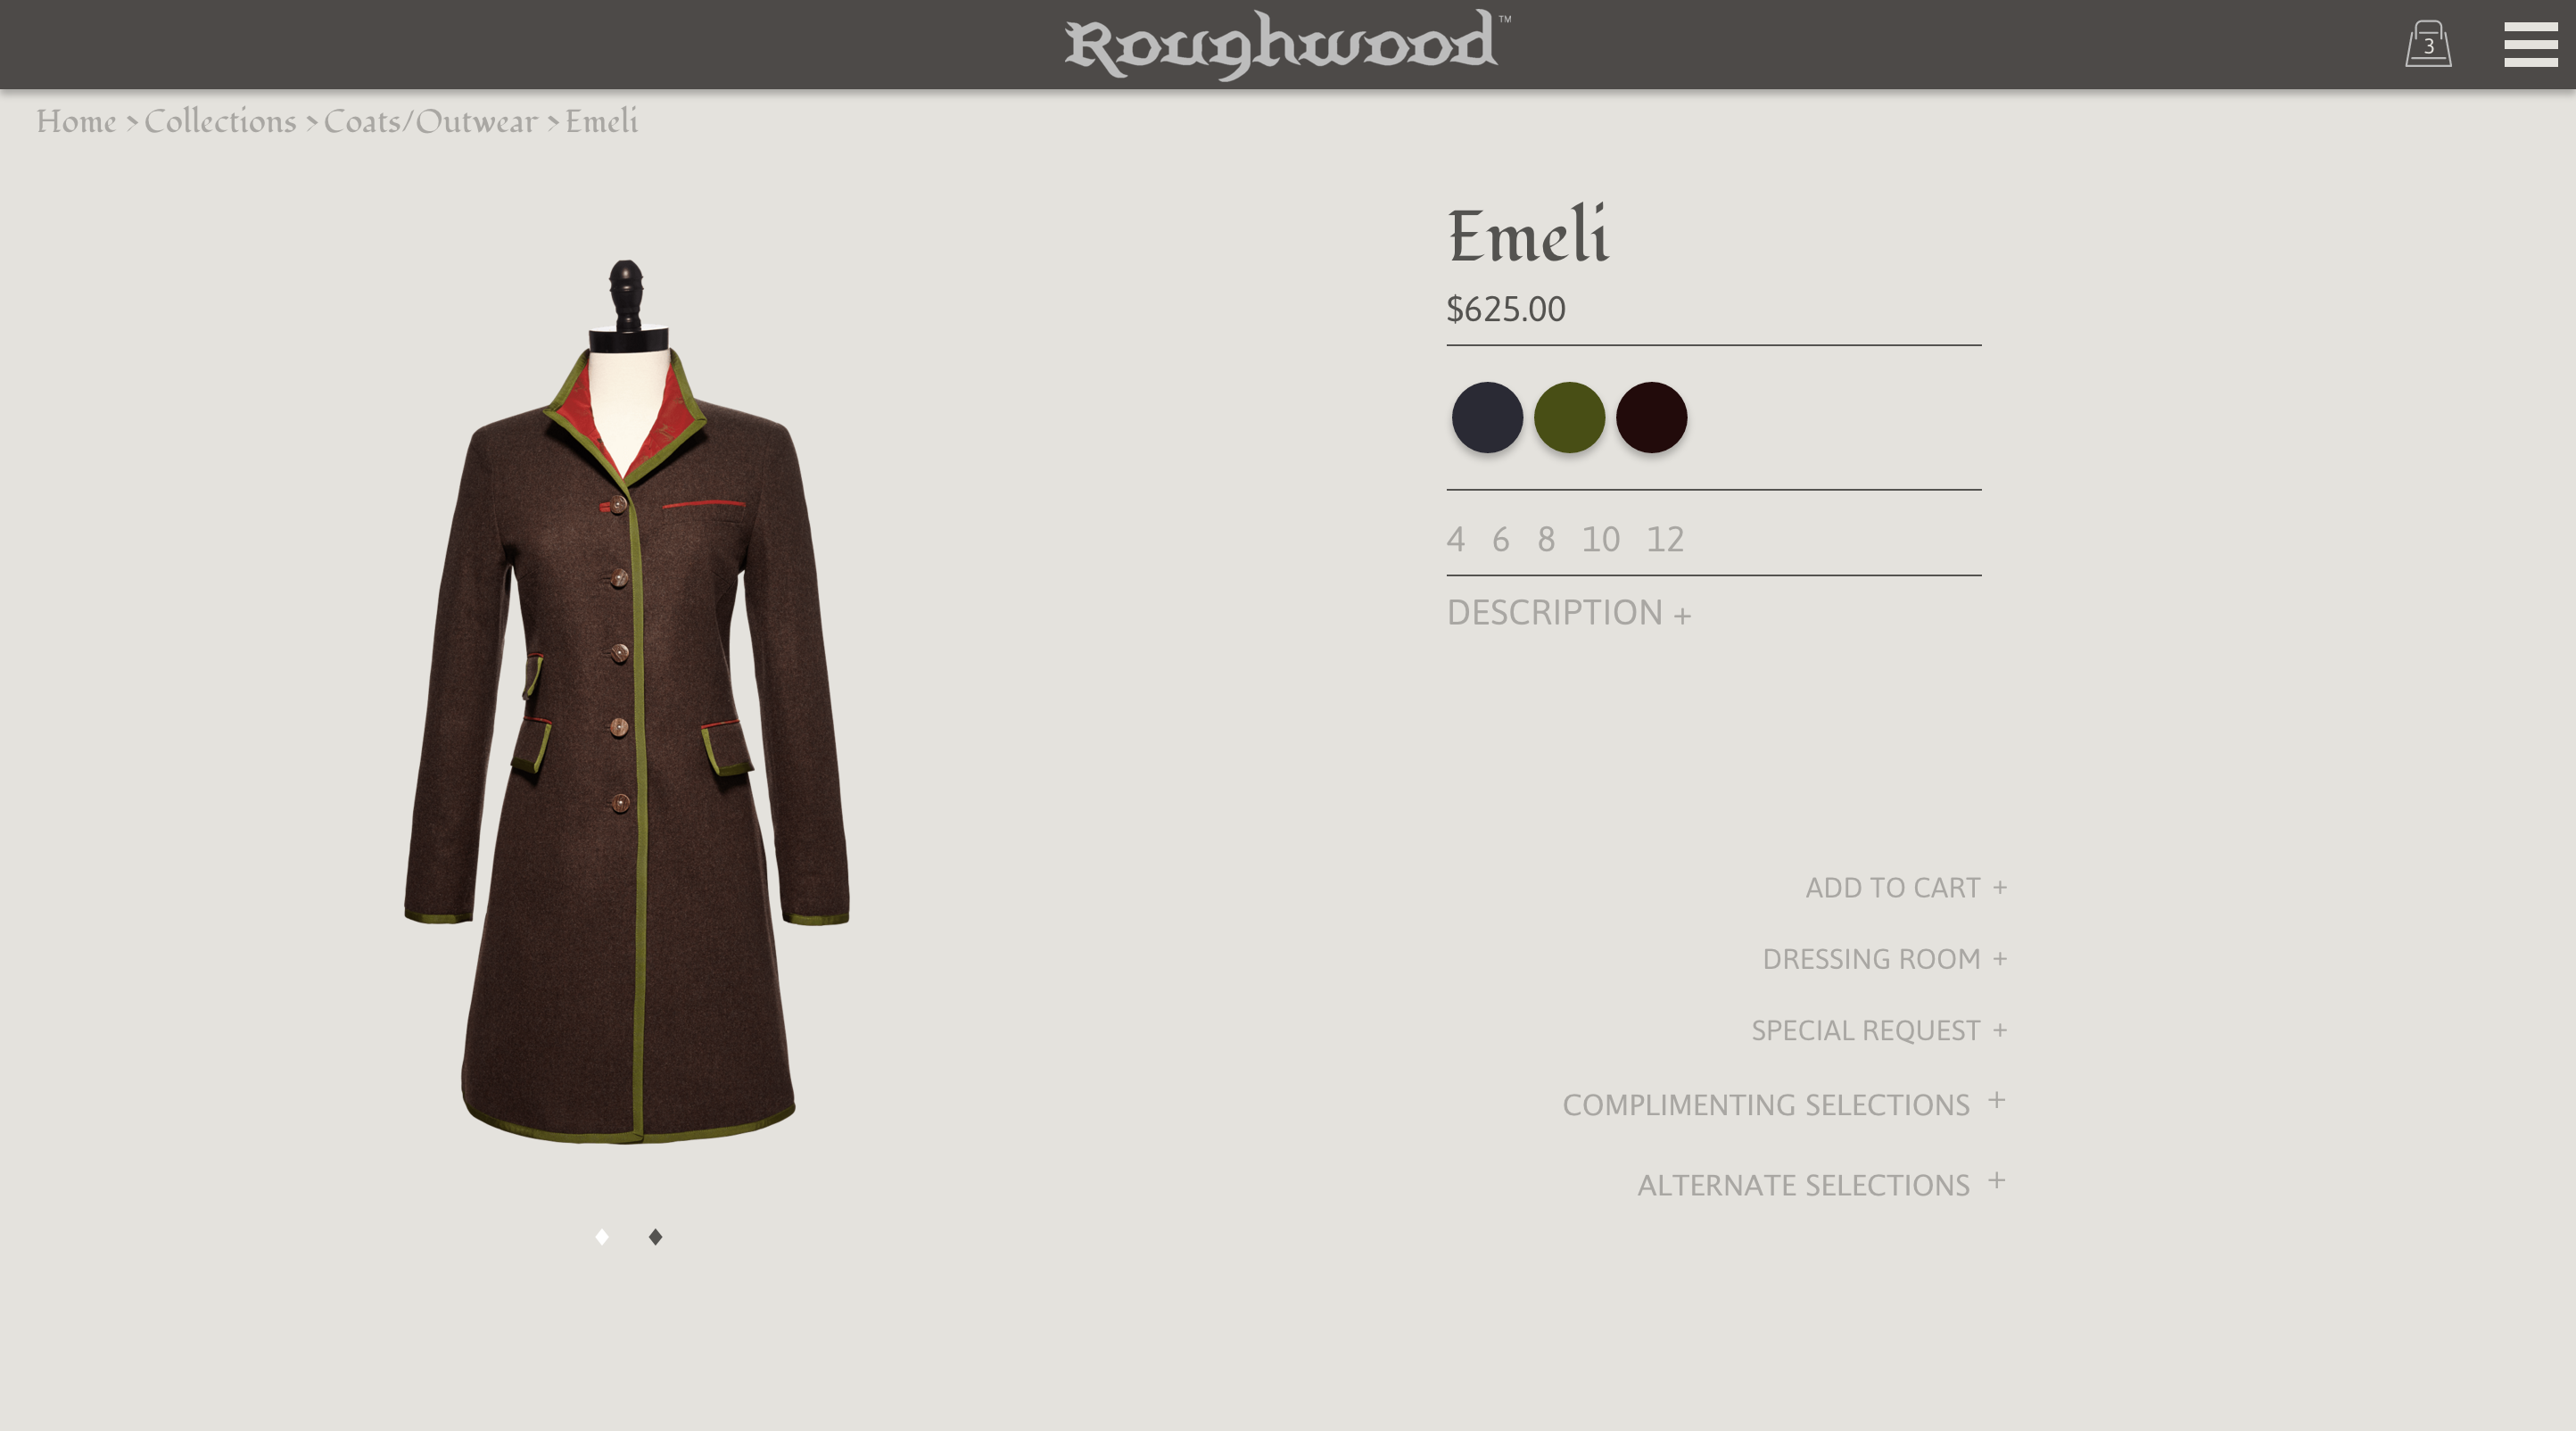 Roughwood™
3
Home > Collections > Coats/Outwear > Emeli
Emeli
$625.00
4 6 8 10 12
DESCRIPTION +
ADD TO CART +
DRESSING ROOM +
SPECIAL REQUEST +
COMPLIMENTING SELECTIONS +
ALTERNATE SELECTIONS +